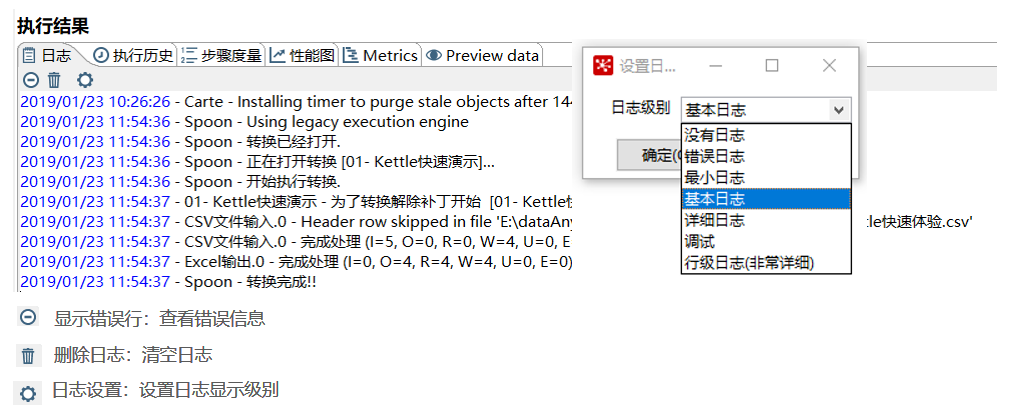 执行结果
日志 执行历史 步骤度量 性能图 Metrics Preview data
2019/01/23 10:26:26 - Carte - Installing timer to purge stale objects after 144
2019/01/23 11:54:36 - Spoon - Using legacy execution engine
2019/01/23 11:54:36 - Spoon - 转换已经打开.
2019/01/23 11:54:36 - Spoon - 正在打开转换 [01- Kettle快速演示]...
2019/01/23 11:54:36 - Spoon - 开始执行转换.
2019/01/23 11:54:37 - 01- Kettle快速演示 - 为了转换解除补丁开始 [01- Kettle快
2019/01/23 11:54:37 - CSV文件输入.0 - Header row skipped in file 'E:\dataAny tle快速体验.csv'
2019/01/23 11:54:37 - CSV文件输入.0 - 完成处理 (I=5, O=0, R=0, W=4, U=0, E
2019/01/23 11:54:37 - Excel输出.0 - 完成处理 (I=0, O=4, R=4, W=4, U=0, E=0)
2019/01/23 11:54:37 - Spoon - 转换完成!!
设置日...
日志级别 基本日志
确定(
没有日志
错误日志
最小日志
基本日志
详细日志
调试
行级日志(非常详细)
显示错误行：查看错误信息
删除日志：清空日志
日志设置：设置日志显示级别